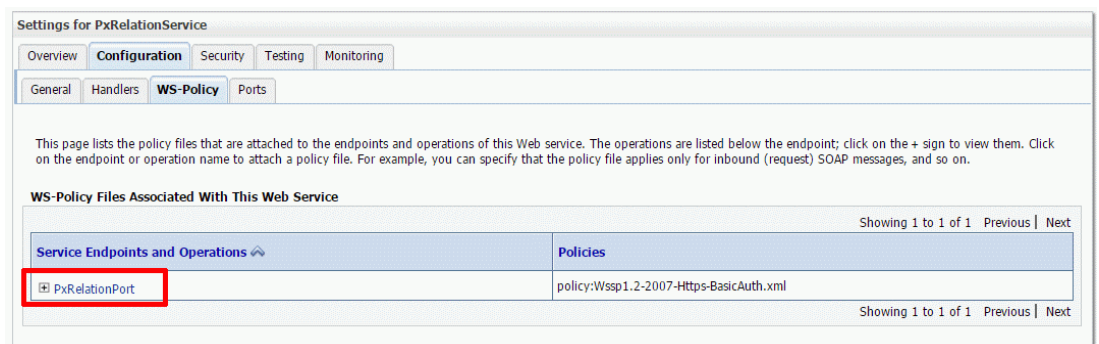 Settings for PxRelationService
Overview Configuration Security Testing Monitoring
General Handlers WS-Policy Ports
This page lists the policy files that are attached to the endpoints and operations of this Web service. The operations are listed below the endpoint; click on the + sign to view them. Click
on the endpoint or operation name to attach a policy file. For example, you can specify that the policy file applies only for inbound (request) SOAP messages, and so on.
WS-Policy Files Associated With This Web Service
Showing 1 to 1 of 1 Previous | Next
Service Endpoints and Operations Policies
PxRelationPort policy:Wssp1.2-2007-Https-BasicAuth.xml
Showing 1 to 1 of 1 Previous | Next